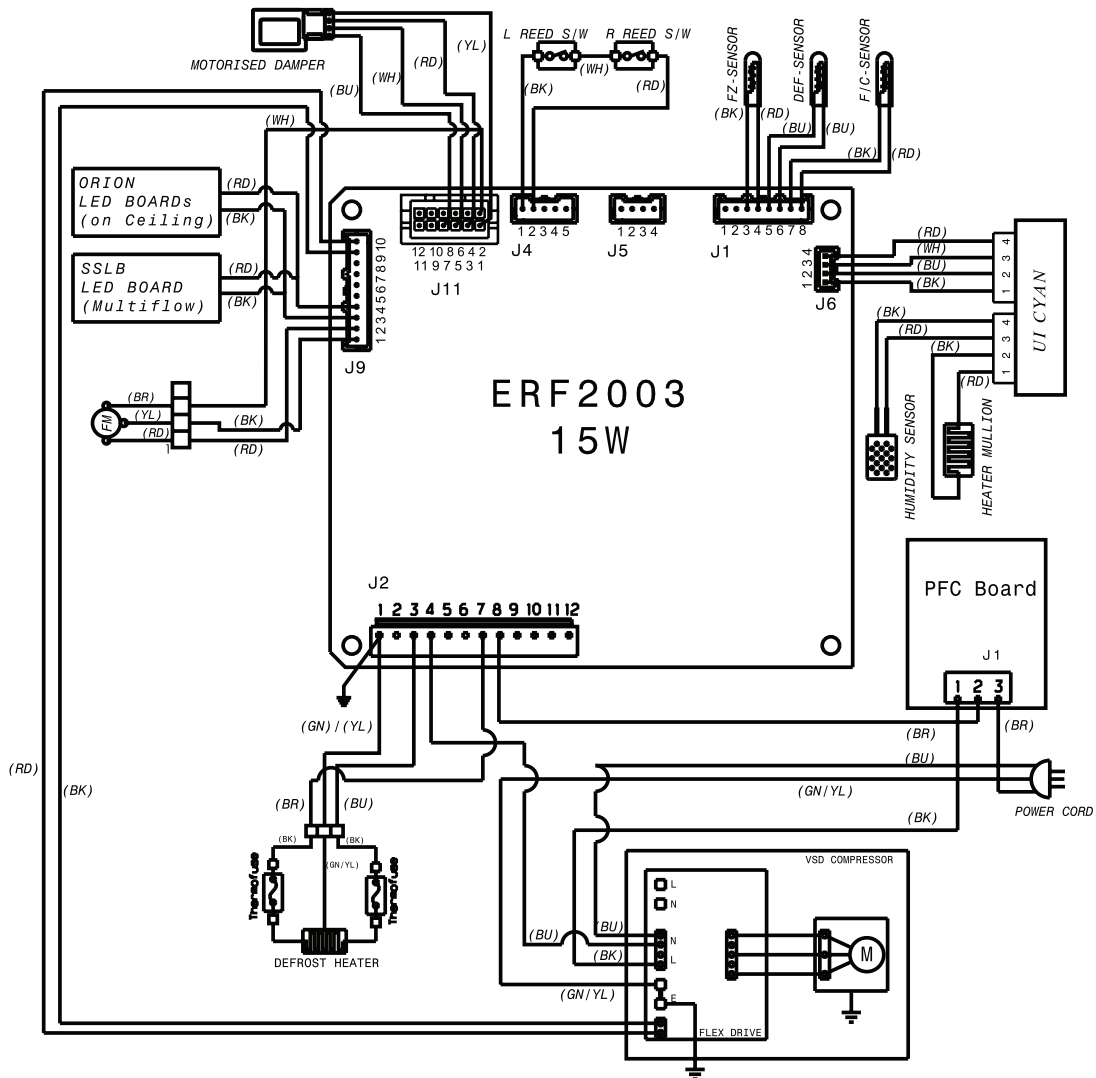 MOTORISED DAMPER
(BU)
(WH)
(RD)
(YL)
L REED S/W
R REED S/W
(BK)
(WH)
(RD)
FZ-SENSOR
DEF-SENSOR
F/C-SENSOR
(BK)
(RD)
(BU)
(BU)
(BK)
(RD)
(WH)
ORION
LED BOARDs
(on Ceiling)
(RD)
(BK)
SSLB
LED BOARD
(Multiflow)
(RD)
(BK)
12 10 8 6 4 2
11 9 7 5 3 1
J11
1 2 3 4 5
J4
1 2 3 4
J5
1 2 3 4 5 6 7 8
J1
1 2 3 4
J6
(RD)
(WH)
(BU)
(BK)
4
3
2
1
(BK)
(RD)
(BK)
(RD)
4
3
2
1
UI CYAN
HUMIDITY SENSOR
HEATER MULLION
1 2 3 4 5 6 7 8 9 10
J9
FM
(BR)
(YL)
(RD)
1
(BK)
(RD)
ERF2003
15W
J2
1 2 3 4 5 6 7 8 9 10 11 12
PFC Board
J1
1 2 3
(BR)
(BR)
(BU)
(GN/YL)
POWER CORD
(BK)
(RD)
(BK)
(GN)/(YL)
(BR)
(BU)
(BK)
(BK)
(GN/YL)
Thermofuse
Thermofuse
DEFROST HEATER
VSD COMPRESSOR
L
N
(BU)
(BU)
N
(BK)
L
(GN/YL)
E
M
FLEX DRIVE